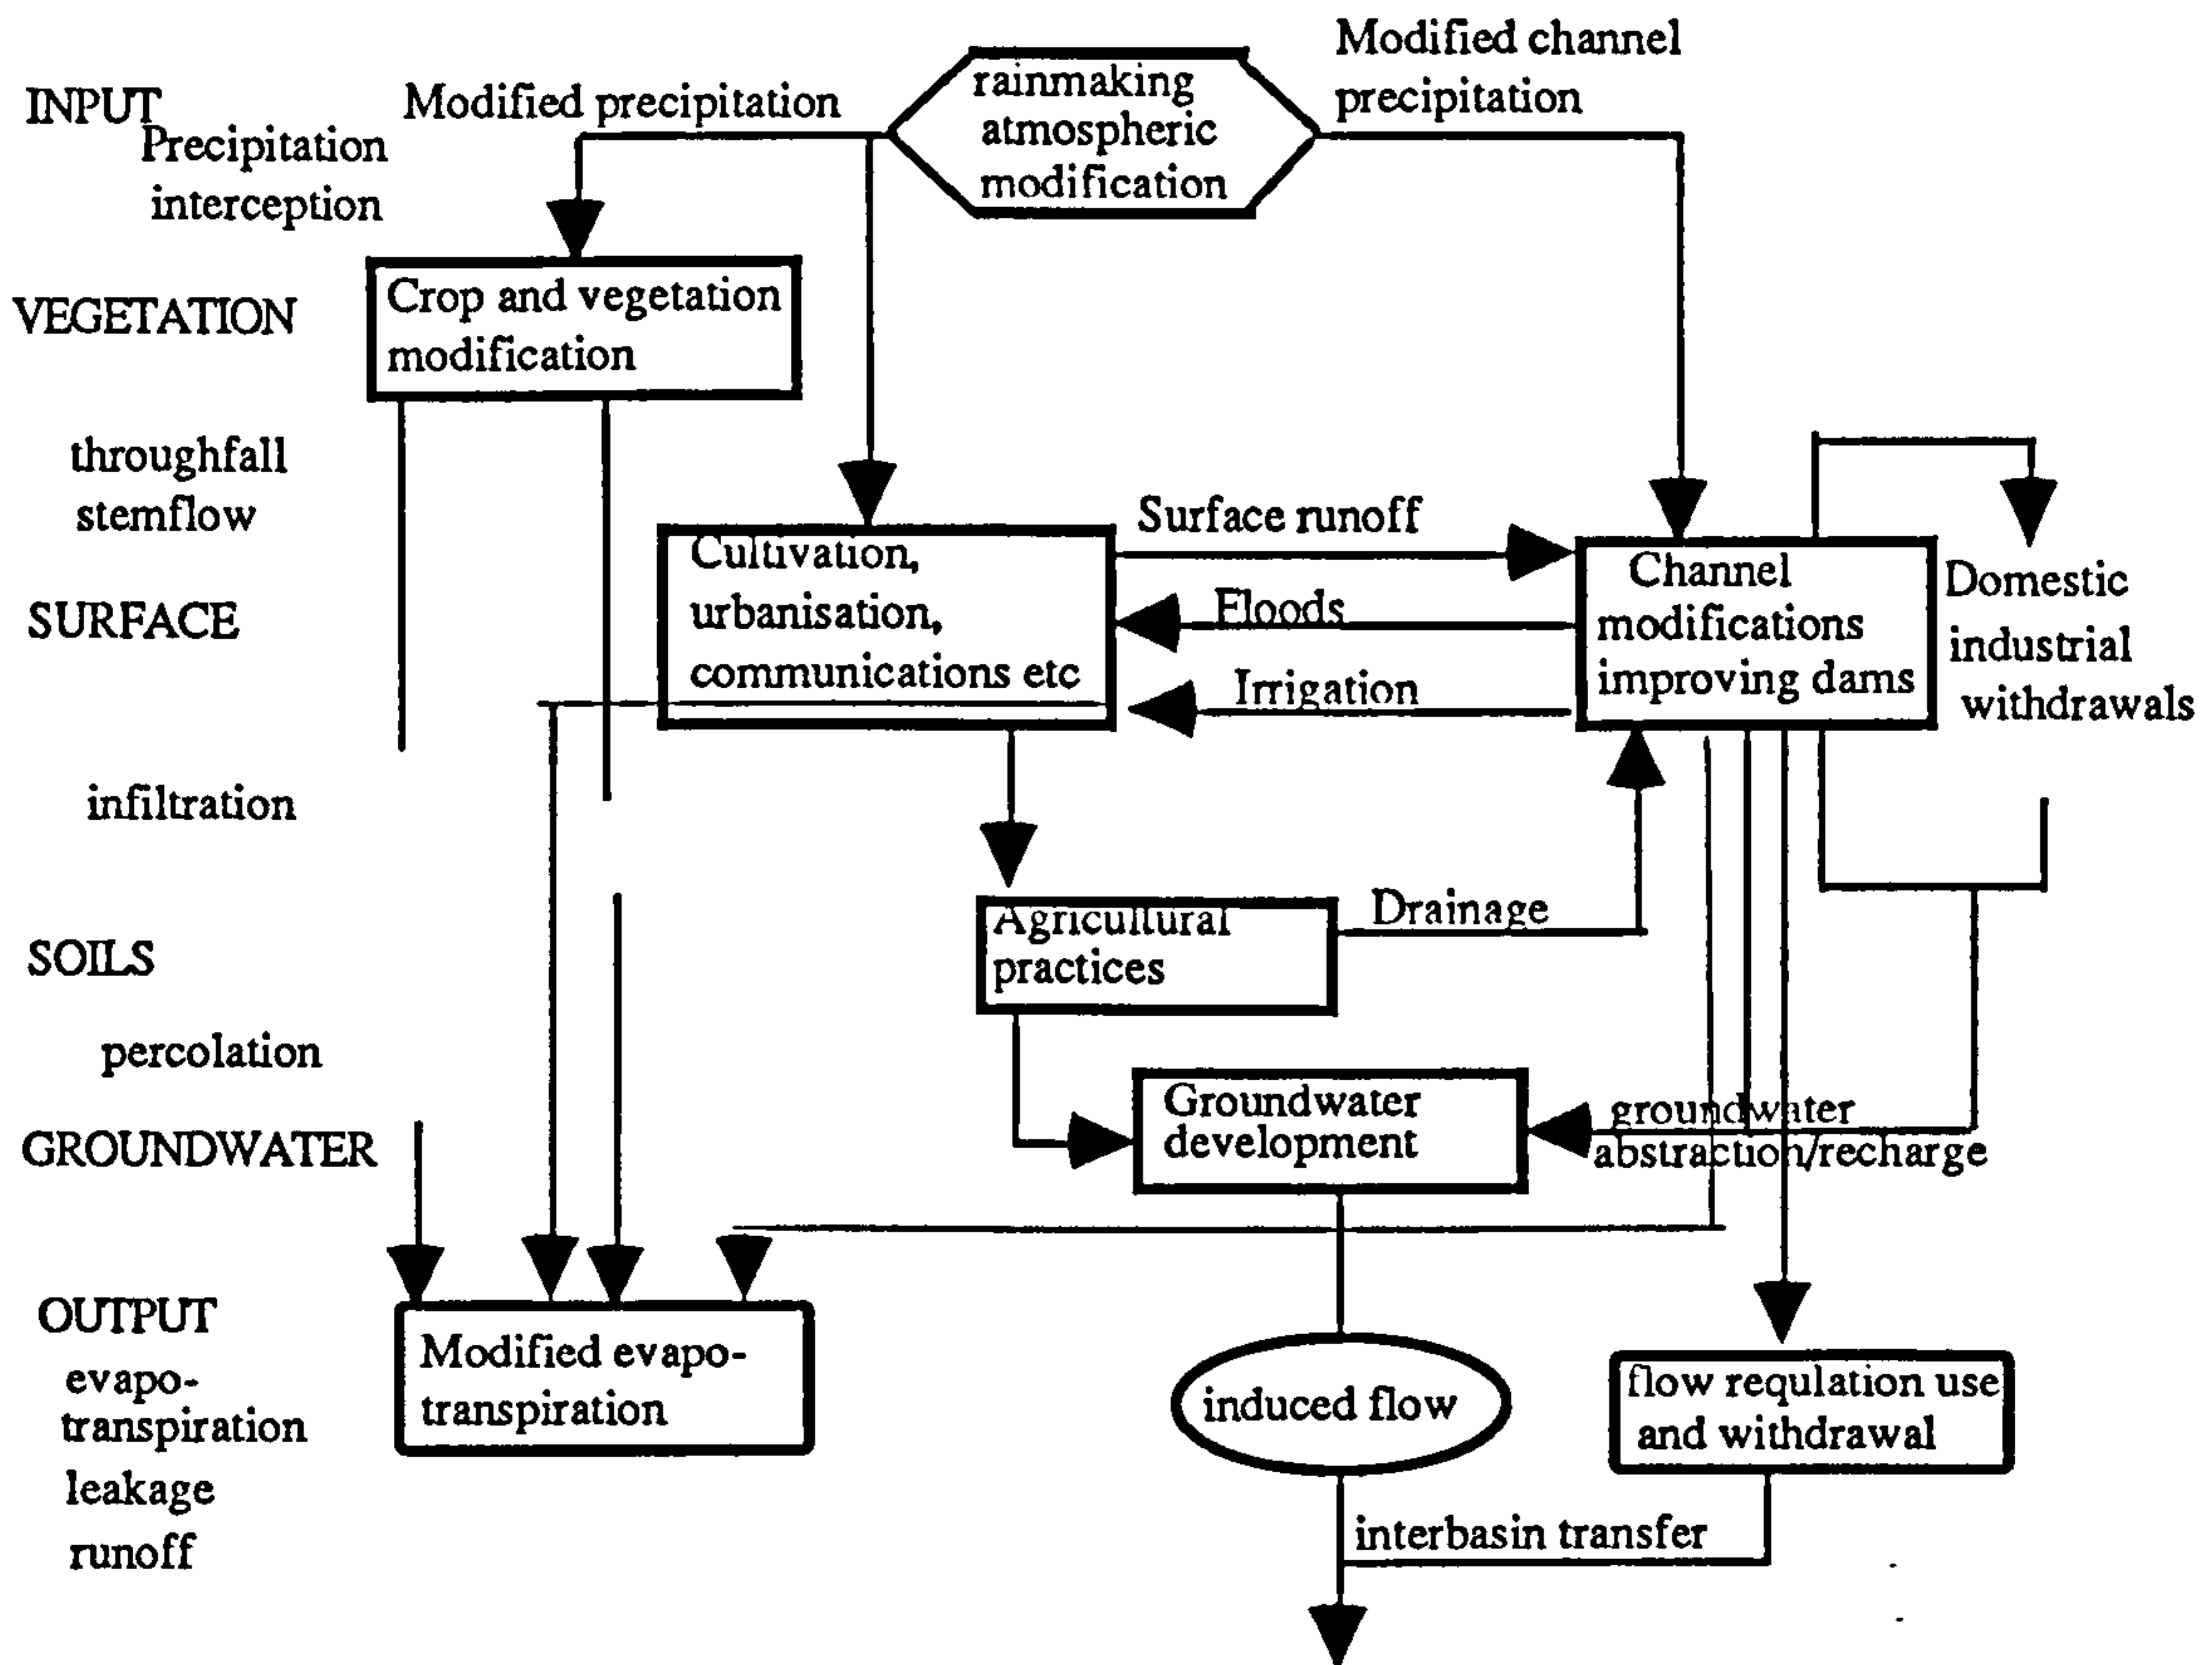 INPUT
Precipitation
interception
Modified precipitation
rainmaking
atmospheric
modification
Modified channel
precipitation
VEGETATION
Crop and vegetation
modification
throughfall
stemflow
SURFACE
Cultivation,
urbanisation,
communications etc
Surface runoff
Floods
Irrigation
Channel
modifications
improving dams
Domestic
industrial
withdrawals
infiltration
SOILS
Agricultural
practices
Drainage
percolation
GROUNDWATER
Groundwater
development
groundwater
abstraction/recharge
OUTPUT
evapo-
transpiration
leakage
runoff
Modified evapo-
transpiration
induced flow
flow requlation use
and withdrawal
interbasin transfer